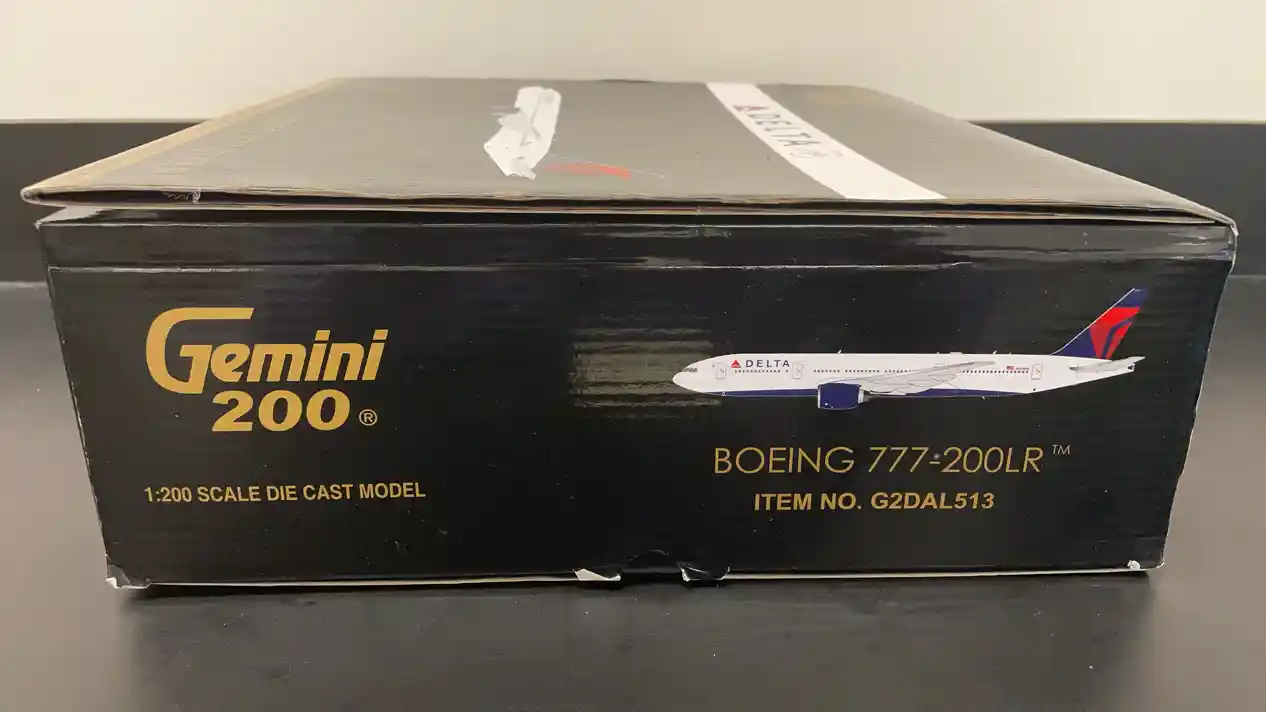 DELTA
Gemini
200®
1:200 SCALE DIE CAST MODEL
DELTA
BOEING 777-200LR™
ITEM NO. G2DAL513